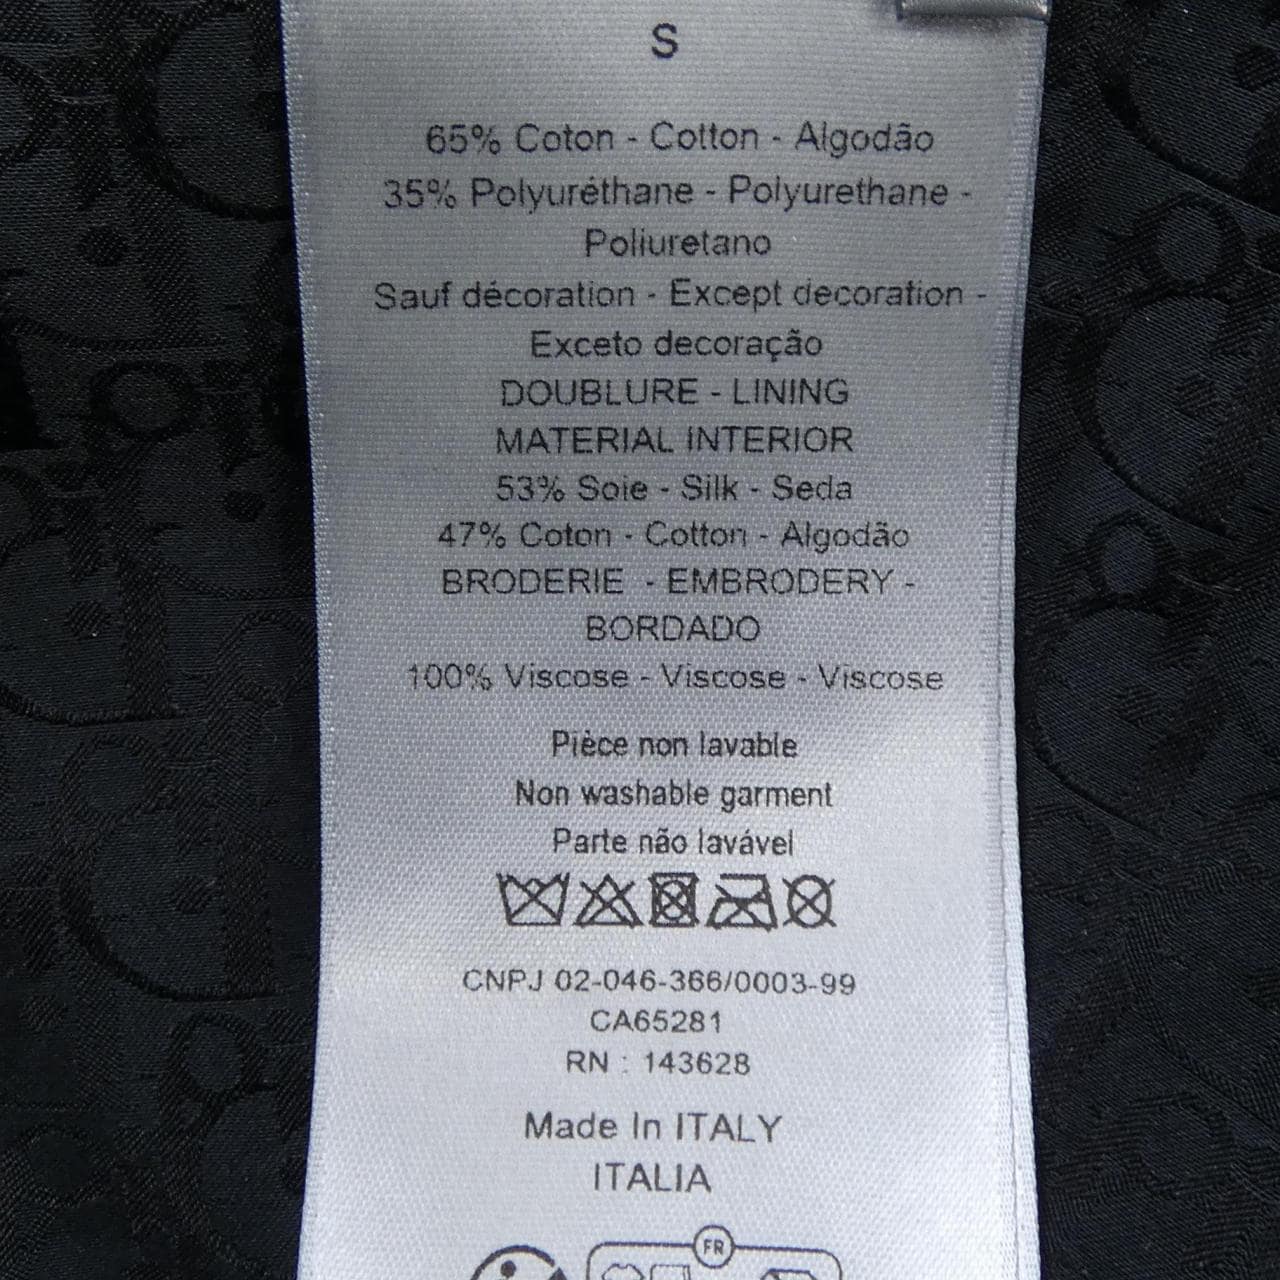 S
65% Coton - Cotton - Algodão
35% Polyuréthane - Polyurethane -
Poliuretano
Sauf décoration - Except decoration -
Exceto decoração
DOUBLURE - LINING
MATERIAL INTERIOR
53% Soie - Silk - Seda
47% Coton - Cotton - Algodão
BRODERIE - EMBRODERY -
BORDADO
100% Viscose - Viscose - Viscose
Pièce non lavable
Non washable garment
Parte não lavável
CNPJ 02-046-366/0003-99
CA65281
RN : 143628
Made In ITALY
ITALIA
FR